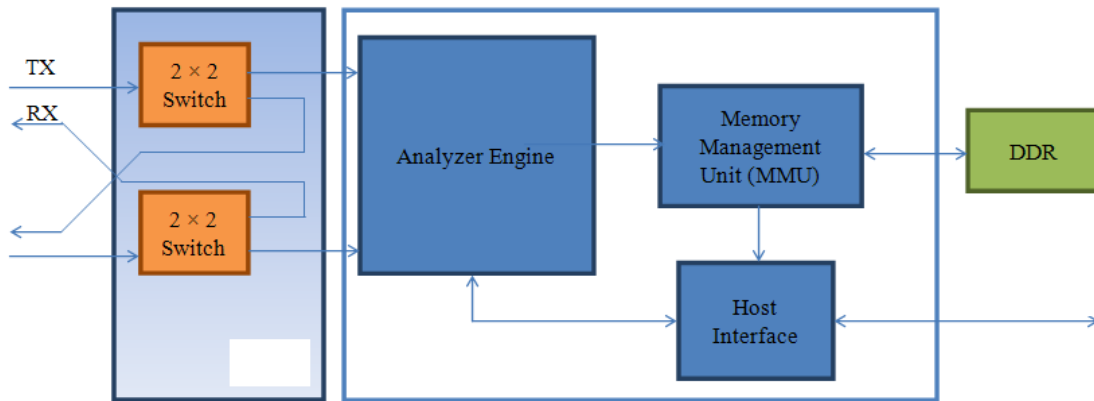 TX
RX
2 × 2
Switch
2 × 2
Switch
Analyzer Engine
Memory
Management
Unit (MMU)
DDR
Host
Interface